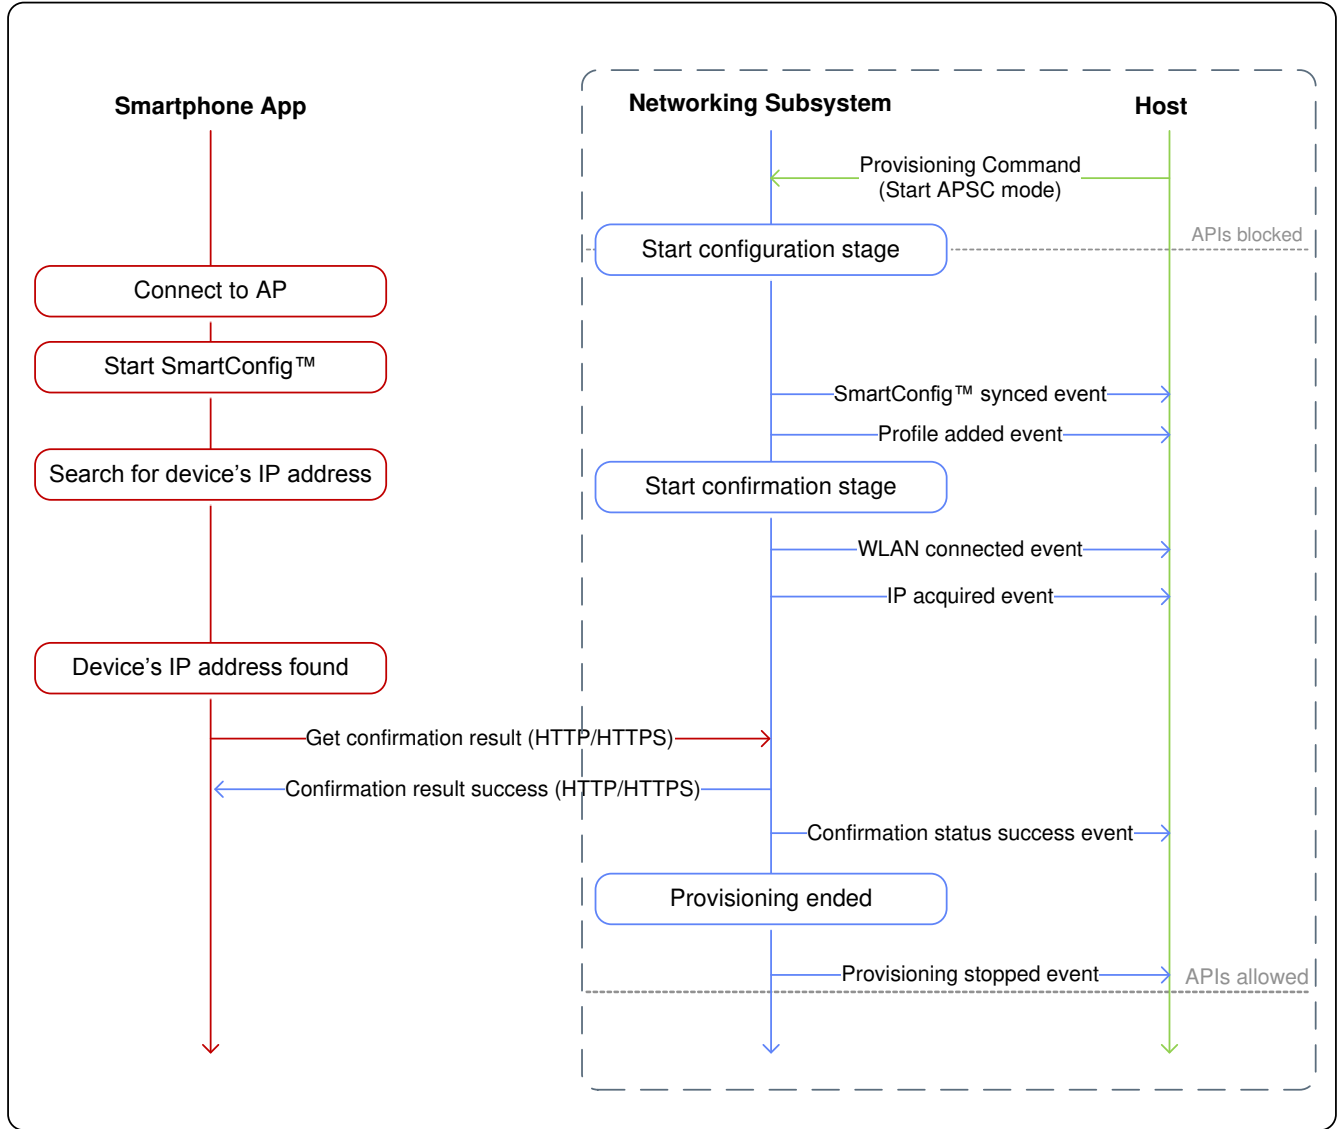 Smartphone App
Networking Subsystem
Host
Provisioning Command
(Start APSC mode)
APIs blocked
Start configuration stage
Connect to AP
Start SmartConfig™
SmartConfig™ synced event
Profile added event
Search for device's IP address
Start confirmation stage
WLAN connected event
IP acquired event
Device's IP address found
Get confirmation result (HTTP/HTTPS)
Confirmation result success (HTTP/HTTPS)
Confirmation status success event
Provisioning ended
Provisioning stopped event
APIs allowed